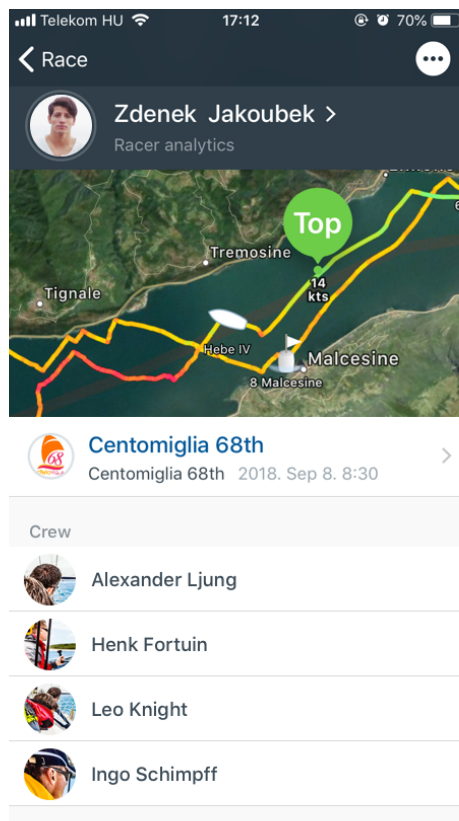 Telekom HU 17:12 70%
Race
Zdenek Jakoubek
Racer analytics
Top
Tremosine
14
kts
Tignale
Hebe IV
Malcesine
8 Malcesine
68
Centomiglia 68th
Centomiglia 68th 2018. Sep 8. 8:30
Crew
Alexander Ljung
Henk Fortuin
Leo Knight
Ingo Schimpff